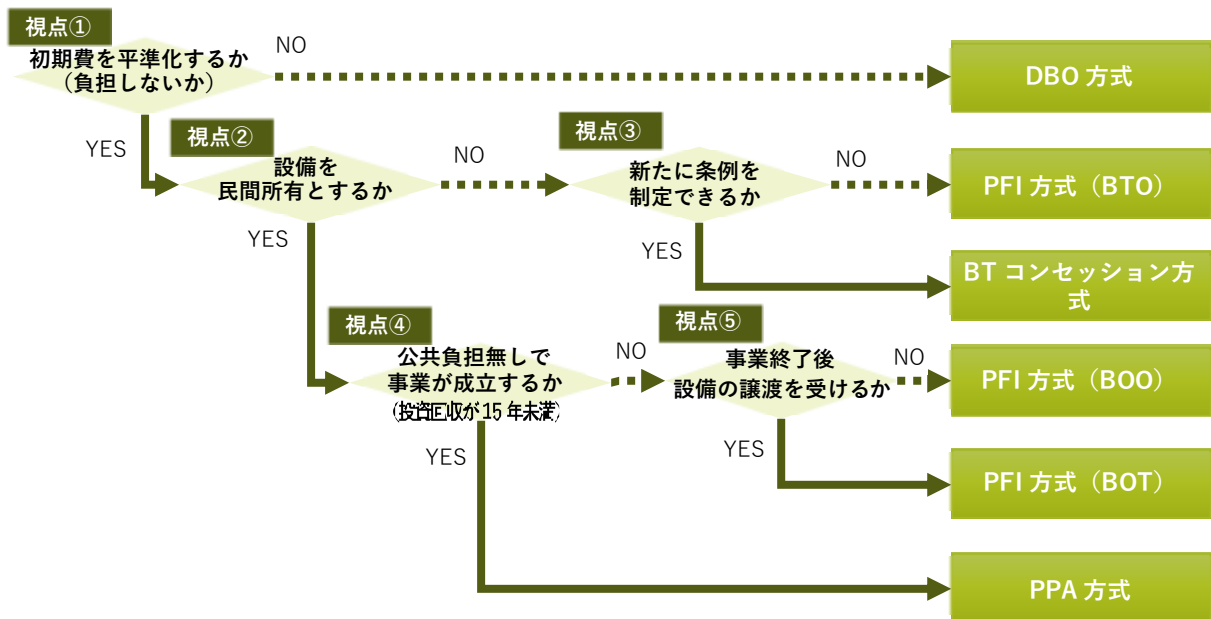 視点①
初期費を平準化するか
（負担しないか）
NO
DBO 方式
YES
視点②
設備を
民間所有とするか
NO
視点③
新たに条例を
制定できるか
NO
PFI 方式（BTO）
YES
YES
BT コンセッション方
式
視点④
公共負担無しで
事業が成立するか
（投資回収が 15 年未満）
NO
視点⑤
事業終了後
設備の譲渡を受けるか
NO
PFI 方式（BOO）
YES
YES
PFI 方式（BOT）
PPA 方式